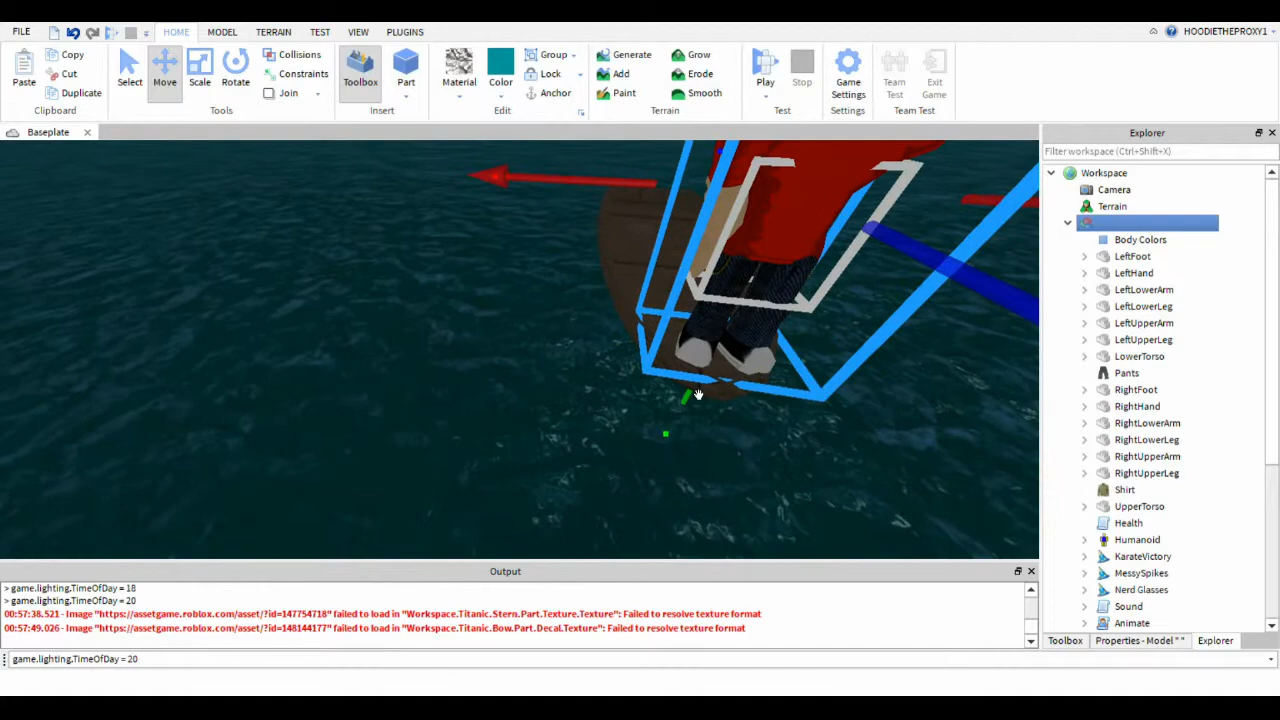 FILE HOME MODEL TERRAIN TEST VIEW PLUGINS HOODIETHEPROXY1
Paste Copy Cut Duplicate Clipboard
Select Move Scale Rotate Collisions Constraints Join Tools
Toolbox Part Insert
Material Color Group Lock Anchor Edit
Generate Add Paint Grow Erode Smooth Terrain
Play Stop Test
Game Settings Settings
Team Test Exit Game Team Test
Baseplate
Explorer
Filter workspace (Ctrl+Shift+X)
Workspace
Camera
Terrain
Body Colors
LeftFoot
LeftHand
LeftLowerArm
LeftLowerLeg
LeftUpperArm
LeftUpperLeg
LowerTorso
Pants
RightFoot
RightHand
RightLowerArm
RightLowerLeg
RightUpperArm
RightUpperLeg
Shirt
UpperTorso
Health
Humanoid
KarateVictory
MessySpikes
Nerd Glasses
Sound
Animate
Toolbox Properties - Model " " Explorer
Output
> game.lighting.TimeOfDay = 18
> game.lighting.TimeOfDay = 20
00:57:38.521 - Image "https://assetgame.roblox.com/asset/?id=147754718" failed to load in "Workspace.Titanic.Stern.Part.Texture.Texture": Failed to resolve texture format
00:57:49.026 - Image "https://assetgame.roblox.com/asset/?id=148144177" failed to load in "Workspace.Titanic.Bow.Part.Decal.Texture": Failed to resolve texture format
game.lighting.TimeOfDay = 20